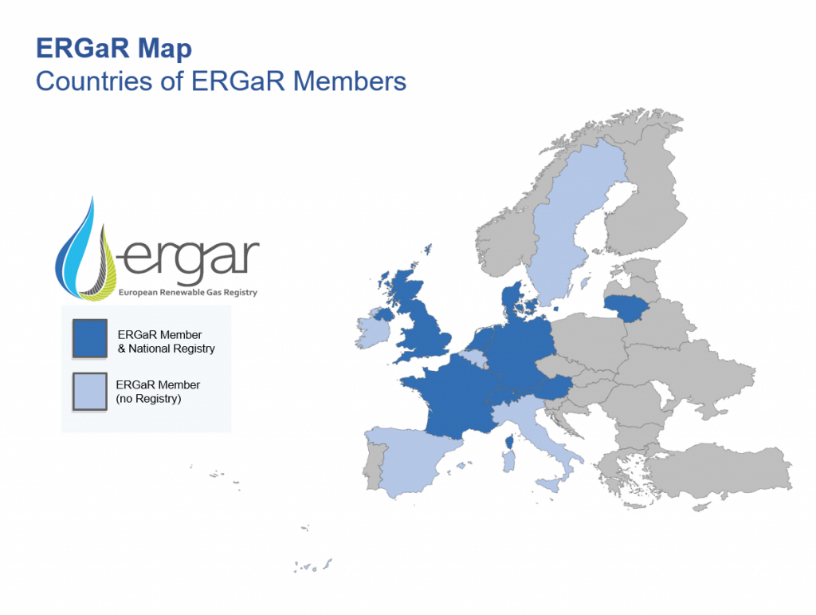 ERGaR Map
Countries of ERGaR Members
ergar
European Renewable Gas Registry
ERGaR Member
& National Registry
ERGaR Member
(no Registry)